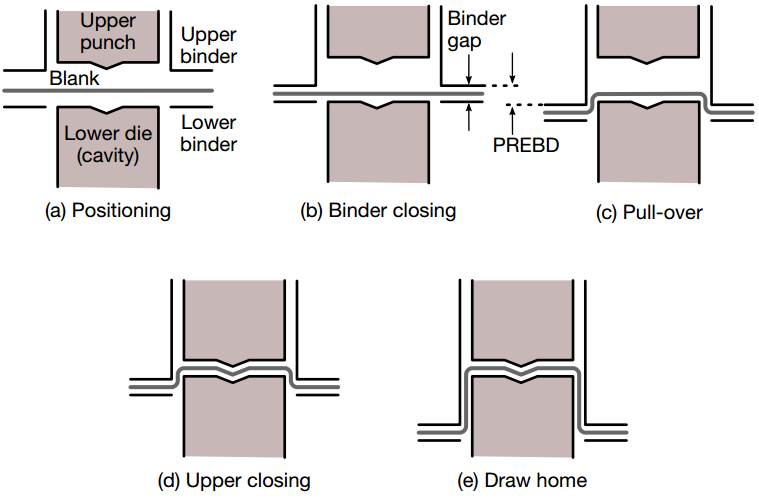 Upper
punch
Upper
binder
Blank
Lower die
(cavity)
Lower
binder
(a) Positioning
Binder
gap
PREBD
(b) Binder closing
(c) Pull-over
(d) Upper closing
(e) Draw home